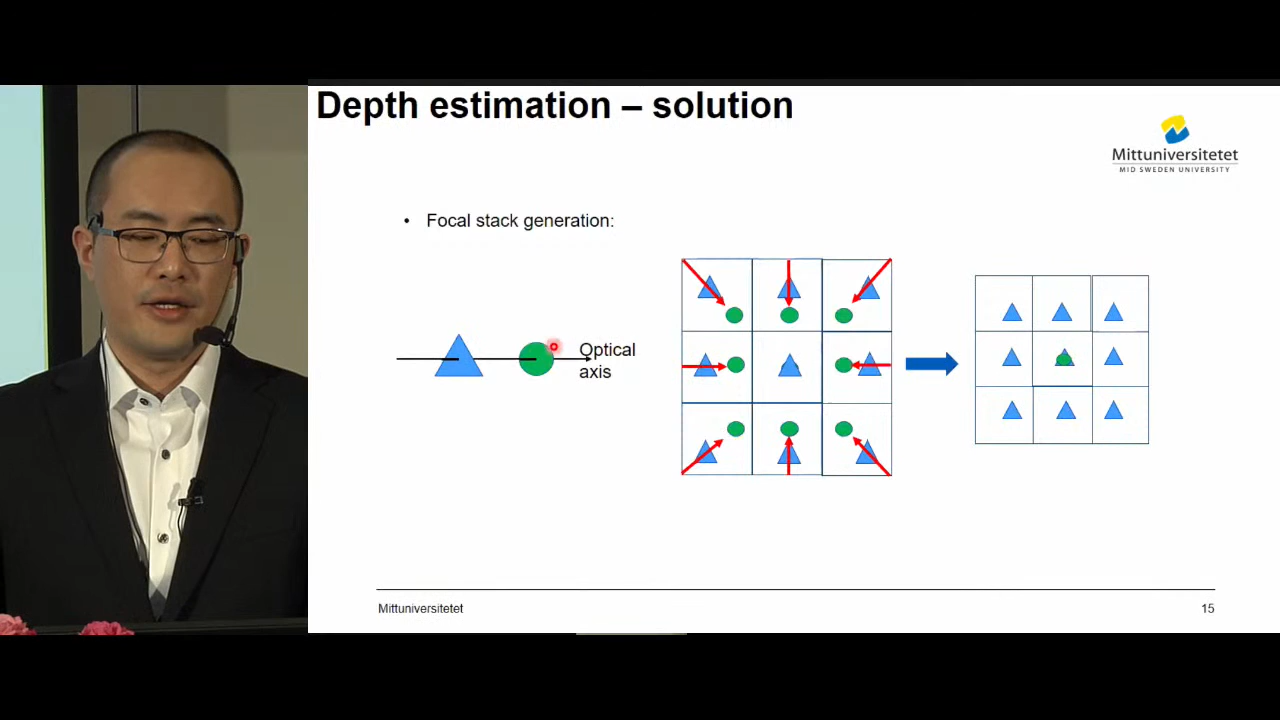 Depth estimation – solution
Mittuniversitetet
MID SWEDEN UNIVERSITY
• Focal stack generation:
Optical
axis
Mittuniversitetet
15